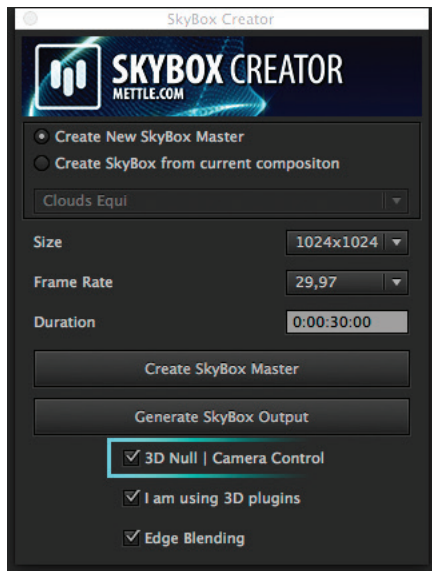 SkyBox Creator
SKYBOX CREATOR
METTLE.COM
Create New SkyBox Master
Create SkyBox from current compositon
Clouds Equi
Size 1024x1024
Frame Rate 29,97
Duration 0:00:30:00
Create SkyBox Master
Generate SkyBox Output
3D Null | Camera Control
I am using 3D plugins
Edge Blending